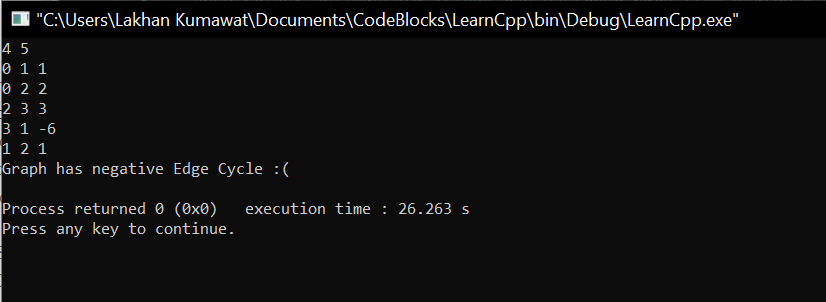 "C:\Users\Lakhan Kumawat\Documents\CodeBlocks\LearnCpp\bin\Debug\LearnCpp.exe"
4 5
0 1 1
0 2 2
2 3 3
3 1 -6
1 2 1
Graph has negative Edge Cycle :(
Process returned 0 (0x0)   execution time : 26.263 s
Press any key to continue.